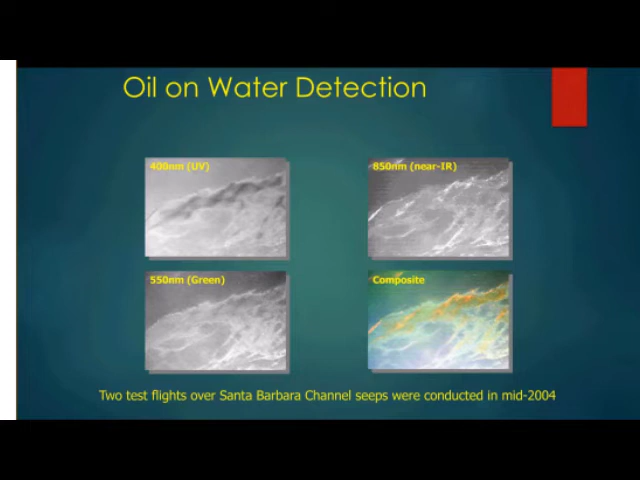 Oil on Water Detection
400nm (UV)
850nm (near-IR)
550nm (Green)
Composite
Two test flights over Santa Barbara Channel seeps were conducted in mid-2004